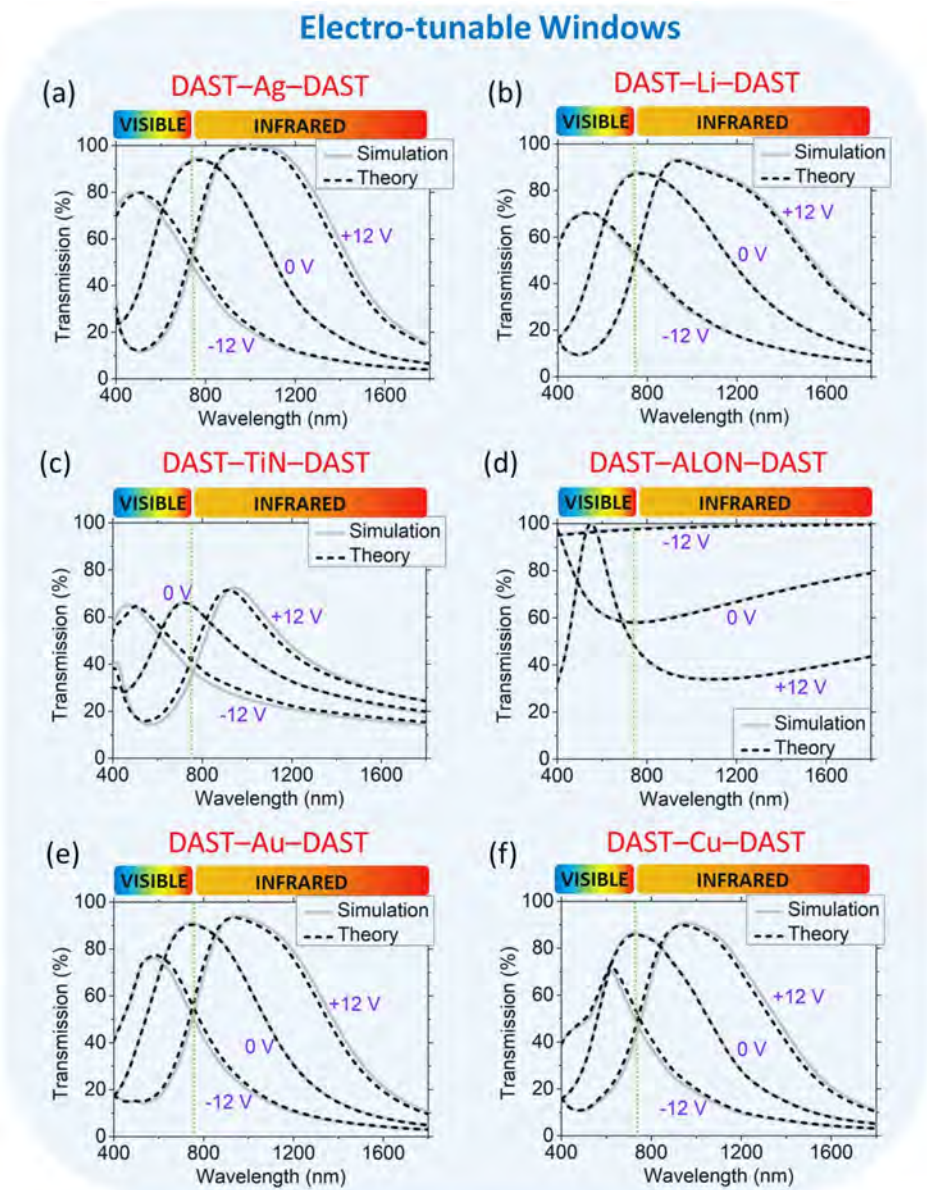 Electro-tunable Windows
(a) DAST–Ag–DAST
VISIBLE INFRARED
Simulation
Theory
+12 V
0 V
-12 V
Transmission (%)
100
80
60
40
20
0
400 800 1200 1600
Wavelength (nm)
(b) DAST–Li–DAST
VISIBLE INFRARED
Simulation
Theory
+12 V
0 V
-12 V
Transmission (%)
100
80
60
40
20
0
400 800 1200 1600
Wavelength (nm)
(c) DAST–TiN–DAST
VISIBLE INFRARED
Simulation
Theory
0 V
+12 V
-12 V
Transmission (%)
100
80
60
40
20
0
400 800 1200 1600
Wavelength (nm)
(d) DAST–ALON–DAST
VISIBLE INFRARED
-12 V
0 V
+12 V
Simulation
Theory
Transmission (%)
100
80
60
40
20
0
400 800 1200 1600
Wavelength (nm)
(e) DAST–Au–DAST
VISIBLE INFRARED
Simulation
Theory
+12 V
0 V
-12 V
Transmission (%)
100
80
60
40
20
0
400 800 1200 1600
Wavelength (nm)
(f) DAST–Cu–DAST
VISIBLE INFRARED
Simulation
Theory
+12 V
0 V
-12 V
Transmission (%)
100
80
60
40
20
0
400 800 1200 1600
Wavelength (nm)